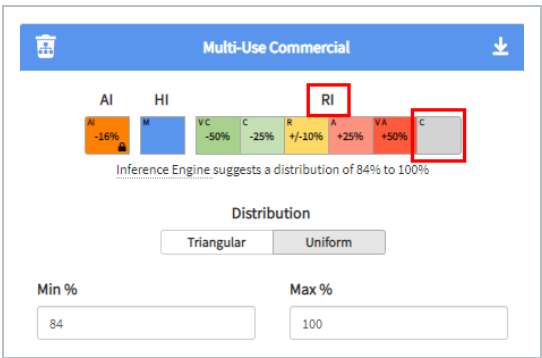 Multi-Use Commercial
AI HI RI
AI -16% M VC -50% C -25% R +/-10% A +25% VA +50% C
Inference Engine suggests a distribution of 84% to 100%
Distribution
Triangular Uniform
Min % Max %
84 100